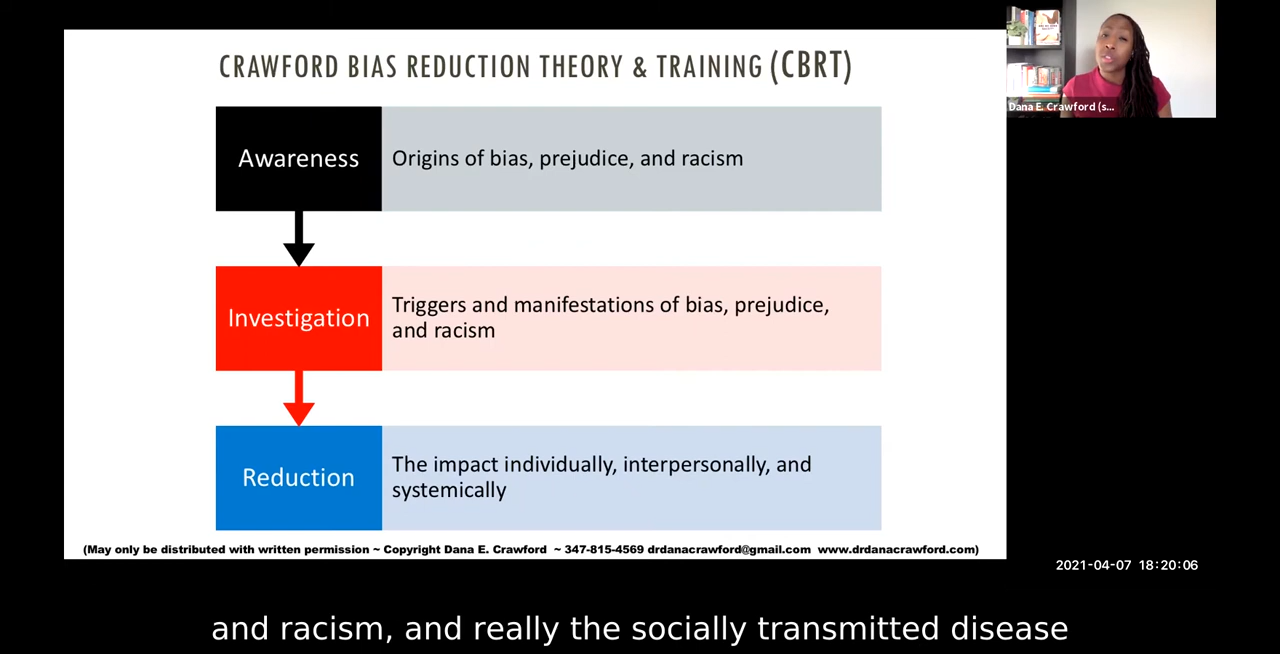 CRAWFORD BIAS REDUCTION THEORY & TRAINING (CBRT)
Dana E. Crawford (s...
Awareness
Origins of bias, prejudice, and racism
Investigation
Triggers and manifestations of bias, prejudice,
and racism
Reduction
The impact individually, interpersonally, and
systemically
(May only be distributed with written permission ~ Copyright Dana E. Crawford ~ 347-815-4569 drdanacrawford@gmail.com www.drdanacrawford.com)
2021-04-07 18:20:06
and racism, and really the socially transmitted disease